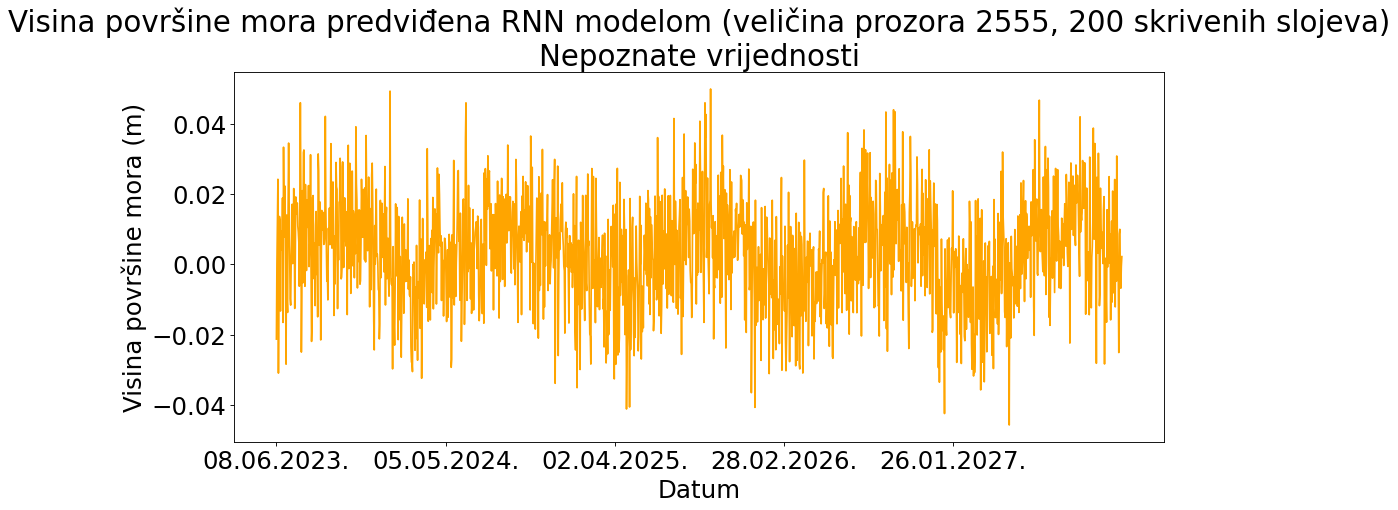 Visina površine mora predviđena RNN modelom (veličina prozora 2555, 200 skrivenih slojeva)
Nepoznate vrijednosti
Visina površine mora (m)
0.04
0.02
0.00
−0.02
−0.04
08.06.2023. 05.05.2024. 02.04.2025. 28.02.2026. 26.01.2027.
Datum